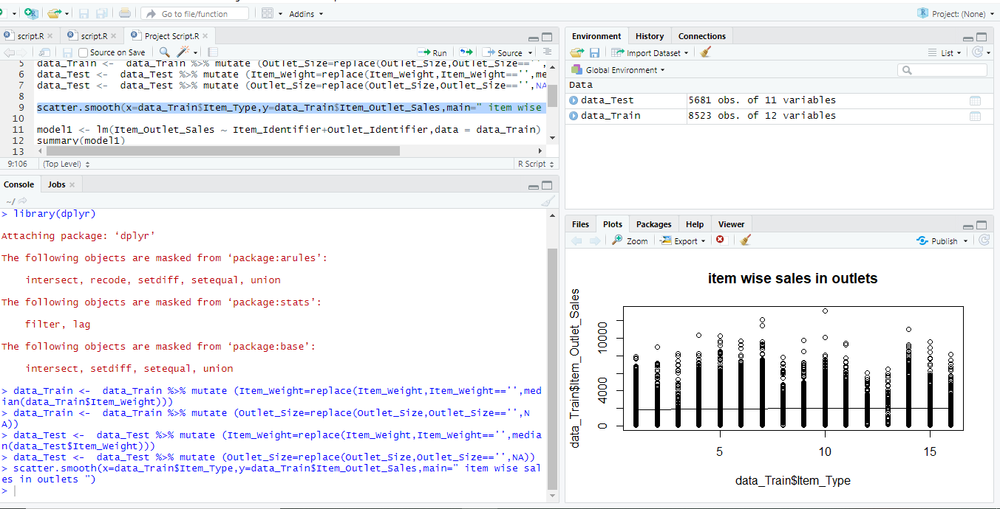 Go to file/function
Addins
Project: (None)
script.R
script.R
Project Script.R
Source on Save
Run
Source
5 data_Train <-  data_Train %>% mutate (Outlet_Size=replace(Outlet_Size,Outlet_Size=='',
6 data_Test <-  data_Test %>% mutate (Item_Weight=replace(Item_Weight,Item_Weight=='',me
7 data_Test <-  data_Test %>% mutate (Outlet_Size=replace(Outlet_Size,Outlet_Size=='',NA
8
9 scatter.smooth(x=data_Train$Item_Type,y=data_Train$Item_Outlet_Sales,main=" item wise
10
11 model1 <- lm(Item_Outlet_Sales ~ Item_Identifier+Outlet_Identifier,data = data_Train)
12 summary(model1)
13
9:106
(Top Level)
R Script
Console
Jobs
~/
> library(dplyr)
Attaching package: ‘dplyr’
The following objects are masked from ‘package:arules’:
intersect, recode, setdiff, setequal, union
The following objects are masked from ‘package:stats’:
filter, lag
The following objects are masked from ‘package:base’:
intersect, setdiff, setequal, union
> data_Train <-  data_Train %>% mutate (Item_Weight=replace(Item_Weight,Item_Weight=='',med
ian(data_Train$Item_Weight)))
> data_Train <-  data_Train %>% mutate (Outlet_Size=replace(Outlet_Size,Outlet_Size=='',N
A))
> data_Test <-  data_Test %>% mutate (Item_Weight=replace(Item_Weight,Item_Weight=='',media
n(data_Test$Item_Weight)))
> data_Test <-  data_Test %>% mutate (Outlet_Size=replace(Outlet_Size,Outlet_Size=='',NA))
> scatter.smooth(x=data_Train$Item_Type,y=data_Train$Item_Outlet_Sales,main=" item wise sal
es in outlets ")
>
Environment
History
Connections
Import Dataset
List
Global Environment
Data
data_Test 5681 obs. of 11 variables
data_Train 8523 obs. of 12 variables
Files
Plots
Packages
Help
Viewer
Zoom
Export
Publish
item wise sales in outlets
data_Train$Item_Outlet_Sales
10000
4000
0
5
10
15
data_Train$Item_Type